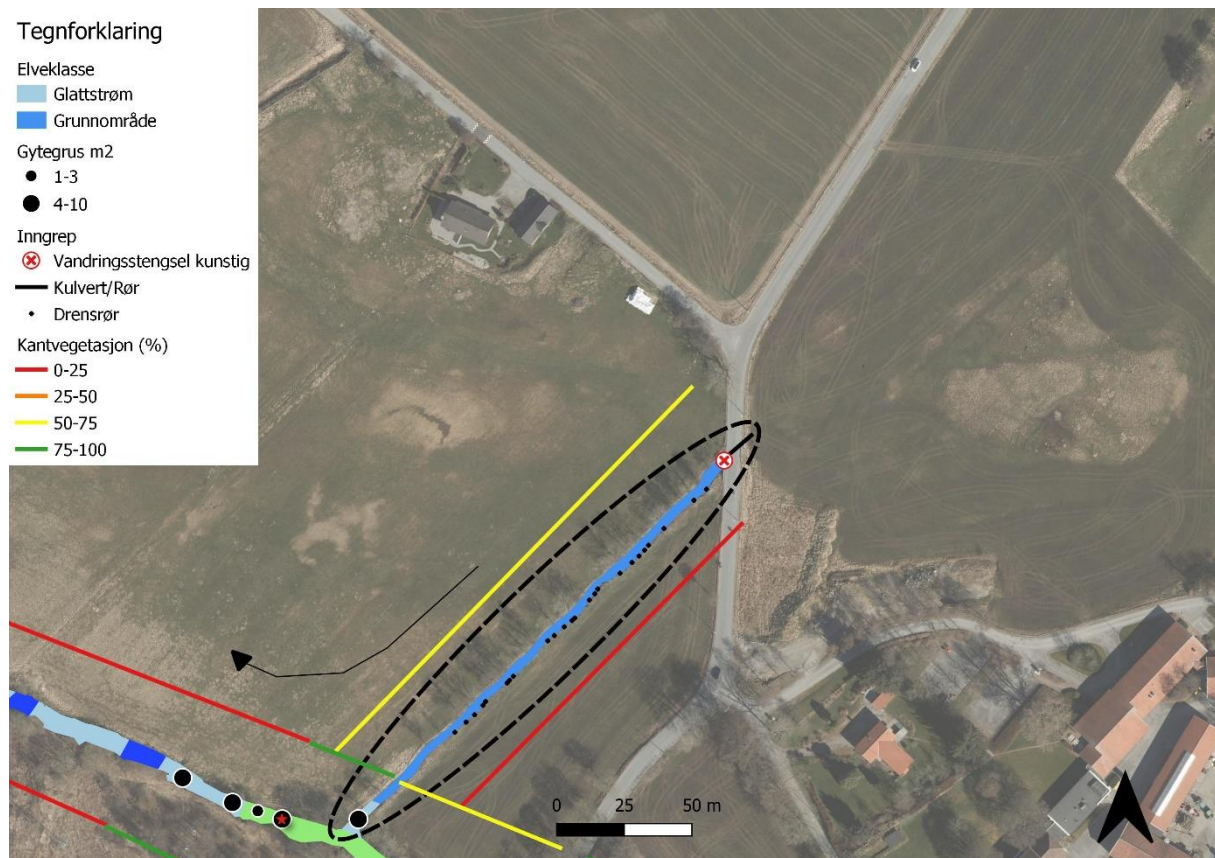 Tegnforklaring
Elveklasse
Glattstrøm
Grunnområde
Gytegrus m2
1-3
4-10
Inngrep
Vandringsstengsel kunstig
Kulvert/Rør
Drensrør
Kantvegetasjon (%)
0-25
25-50
50-75
75-100
0 25 50 m